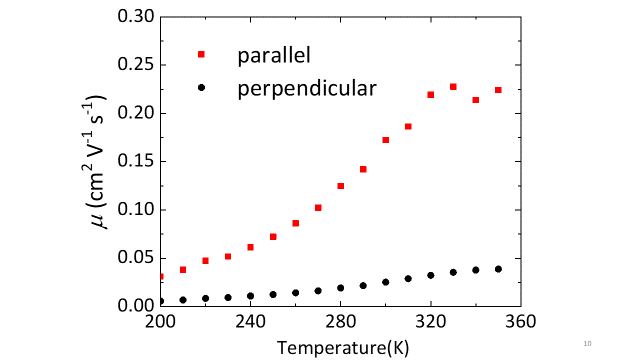 0.30
0.25
0.20
0.15
0.10
0.05
0.00
μ (cm² V⁻¹ s⁻¹)
parallel
perpendicular
200 240 280 320 360
Temperature(K)
10